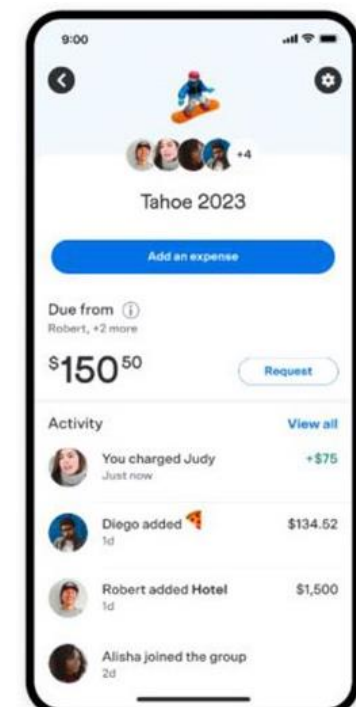 9:00
+4
Tahoe 2023
Add an expense
Due from
Robert, +2 more
$150 50
Request
Activity
View all
You charged Judy
+$75
Just now
Diego added
$134.52
1d
Robert added Hotel
$1,500
1d
Alisha joined the group
2d